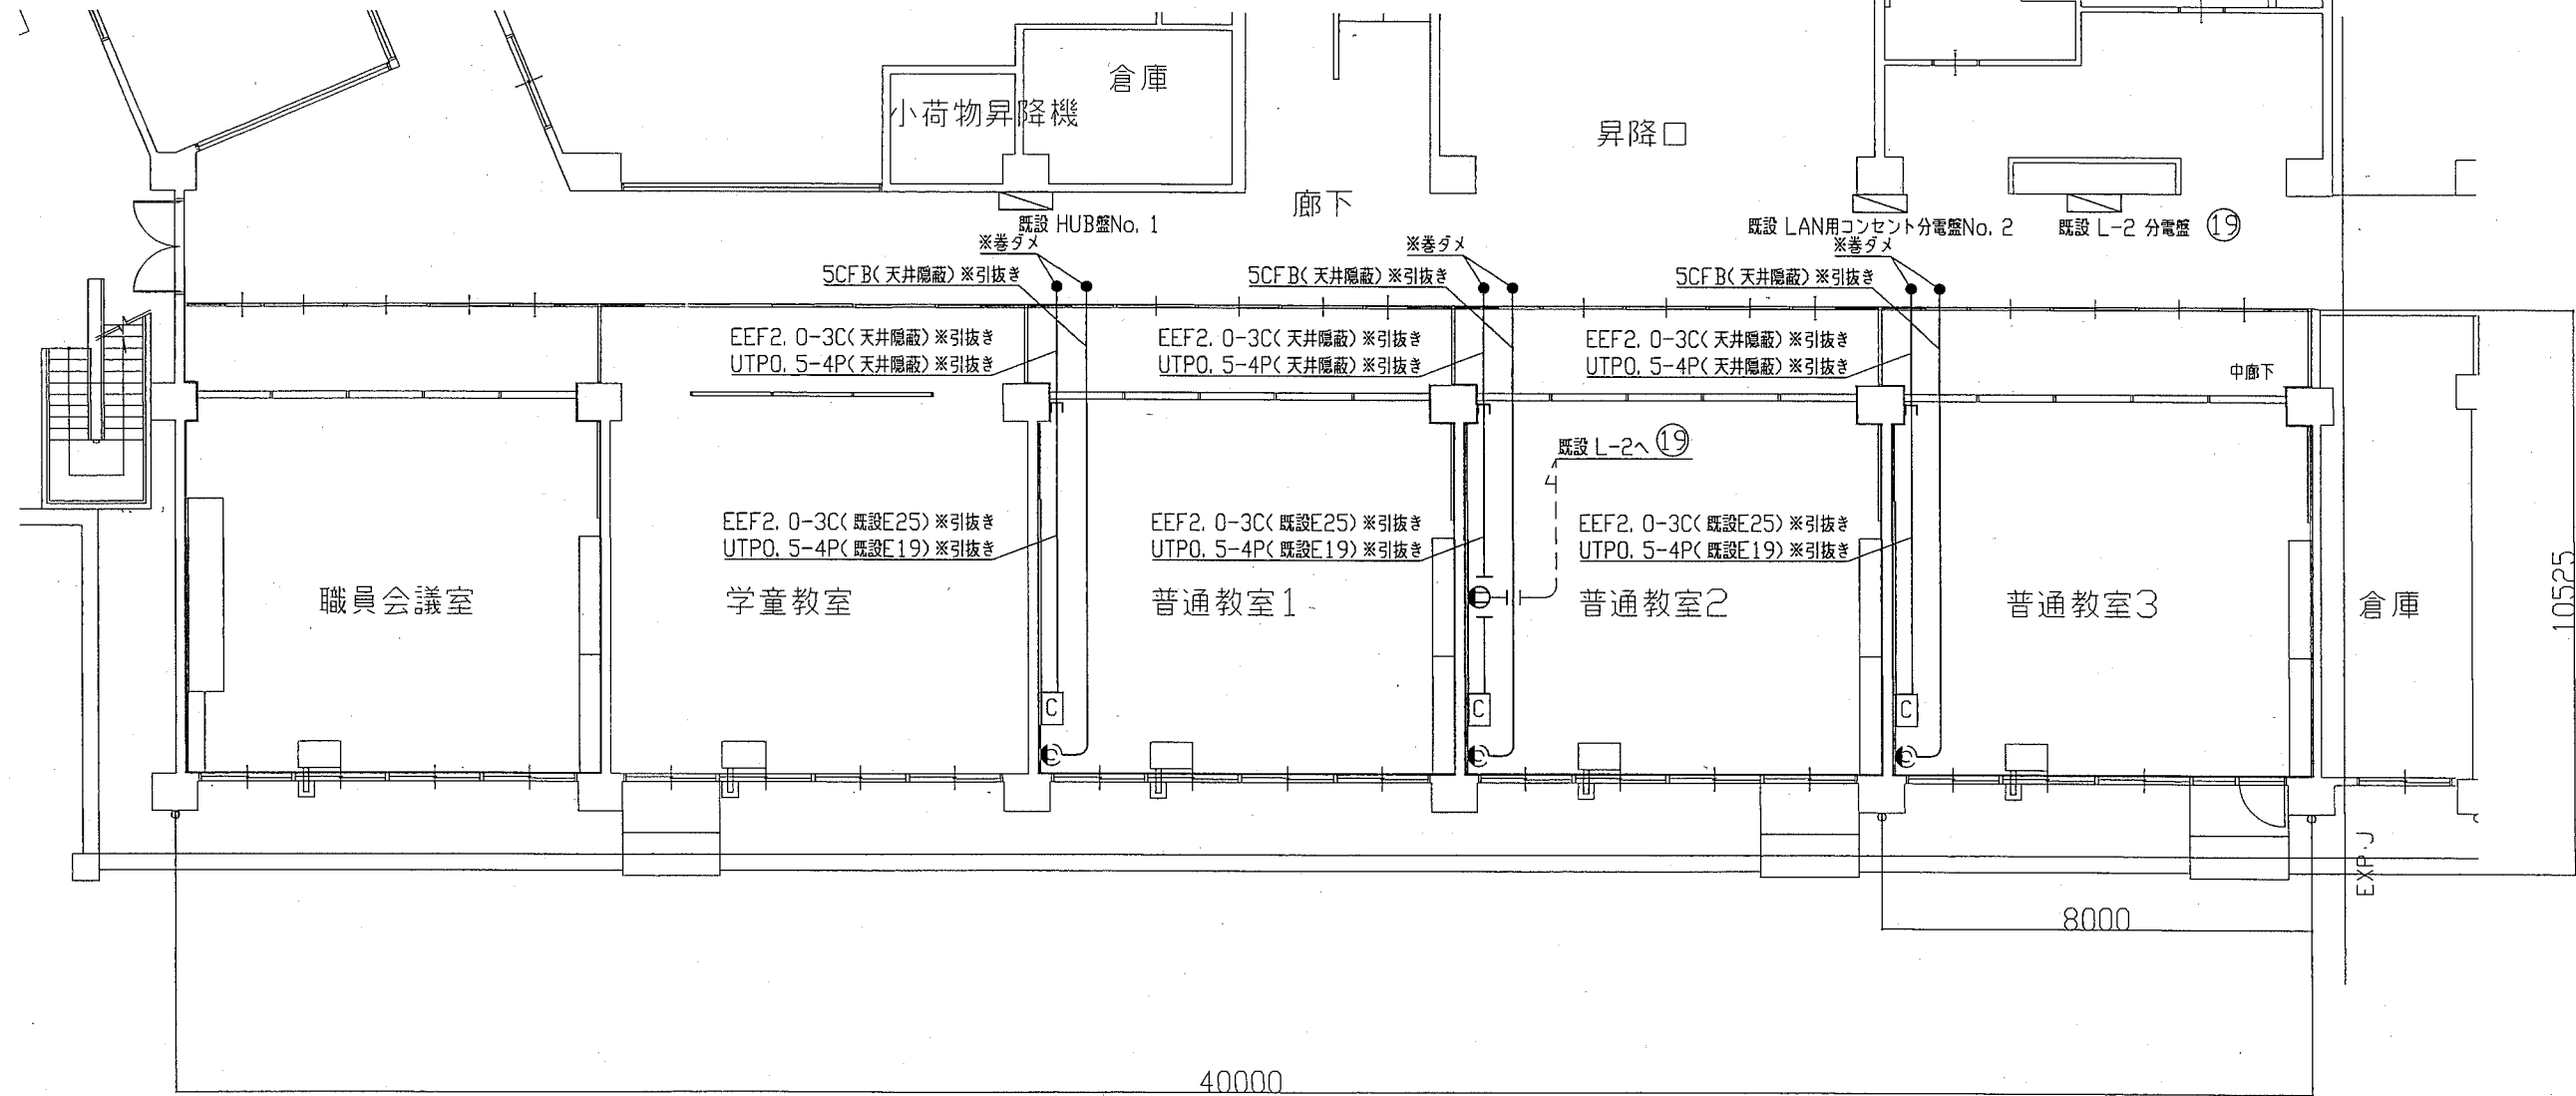 倉庫
小荷物昇降機
昇降口
廊下
既設 HUB盤No. 1
既設 LAN用コンセント分電盤No. 2
既設 L-2 分電盤 ⑲
※巻ダメ
※巻ダメ
※巻ダメ
5CFB(天井隠蔽)※引抜き
5CFB(天井隠蔽)※引抜き
5CFB(天井隠蔽)※引抜き
EEF2. 0-3C(天井隠蔽)※引抜き
UTP0. 5-4P(天井隠蔽)※引抜き
EEF2. 0-3C(天井隠蔽)※引抜き
UTP0. 5-4P(天井隠蔽)※引抜き
EEF2. 0-3C(天井隠蔽)※引抜き
UTP0. 5-4P(天井隠蔽)※引抜き
中廊下
既設 L-2へ ⑲
EEF2. 0-3C(既設E25)※引抜き
UTP0. 5-4P(既設E19)※引抜き
EEF2. 0-3C(既設E25)※引抜き
UTP0. 5-4P(既設E19)※引抜き
EEF2. 0-3C(既設E25)※引抜き
UTP0. 5-4P(既設E19)※引抜き
職員会議室
学童教室
普通教室1
普通教室2
普通教室3
倉庫
10525
C
C
C
C
C
C
EXP.J
8000
40000